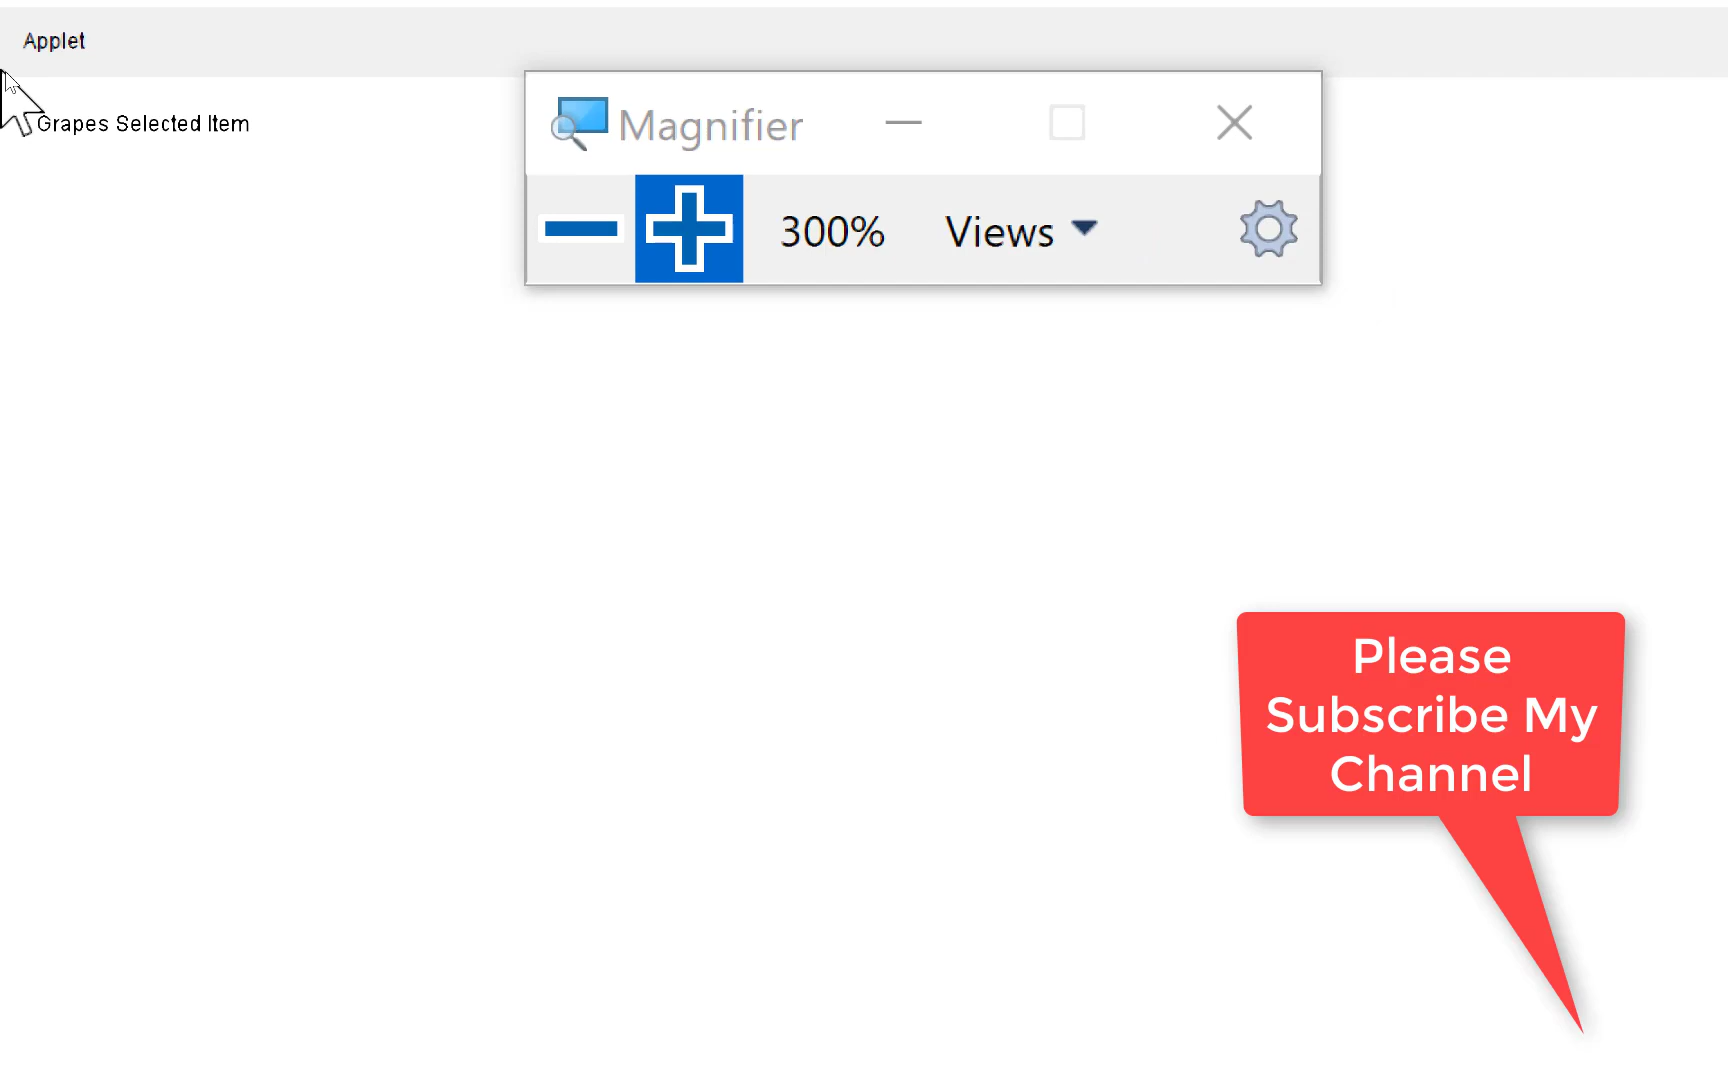 Applet
Grapes Selected Item
Magnifier
300%
Views
Please
Subscribe My
Channel